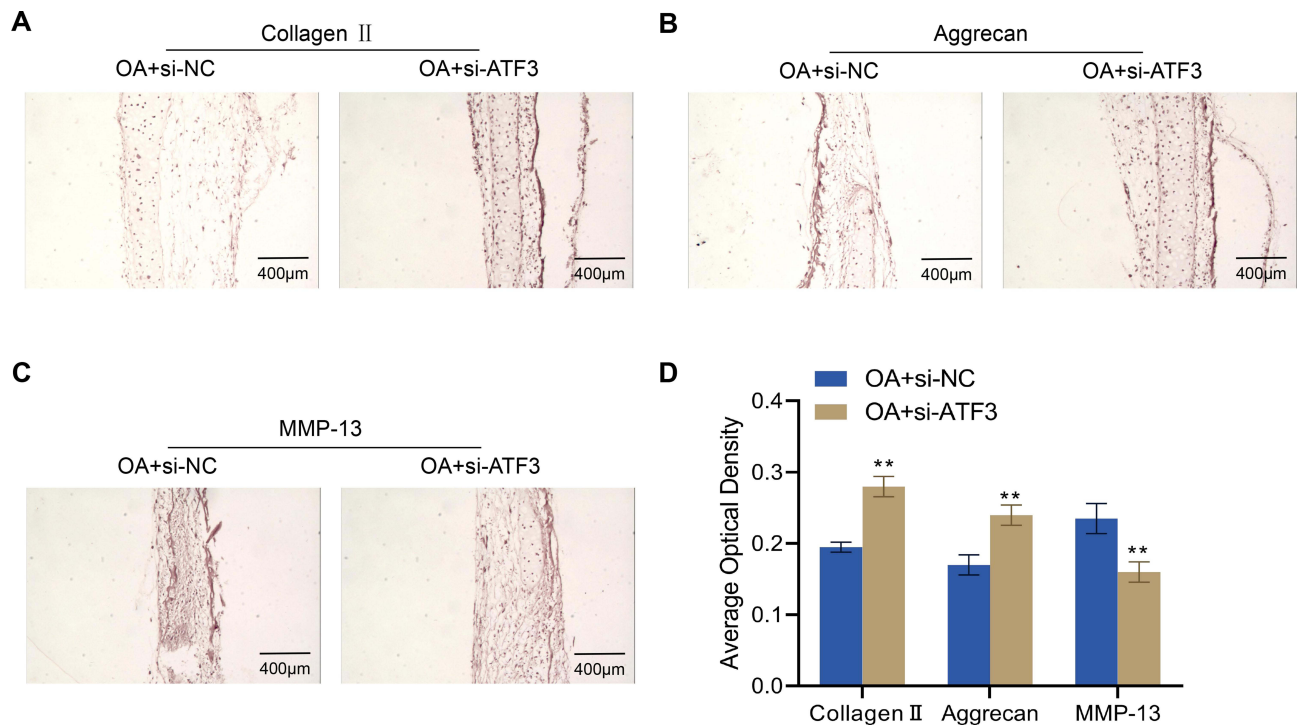 A
Collagen Ⅱ
OA+si-NC
OA+si-ATF3
400μm
400μm
B
Aggrecan
OA+si-NC
OA+si-ATF3
400μm
400μm
C
MMP-13
OA+si-NC
OA+si-ATF3
400μm
400μm
D
OA+si-NC
OA+si-ATF3
Average Optical Density
0.4
0.3
0.2
0.1
0.0
**
**
**
Collagen Ⅱ
Aggrecan
MMP-13